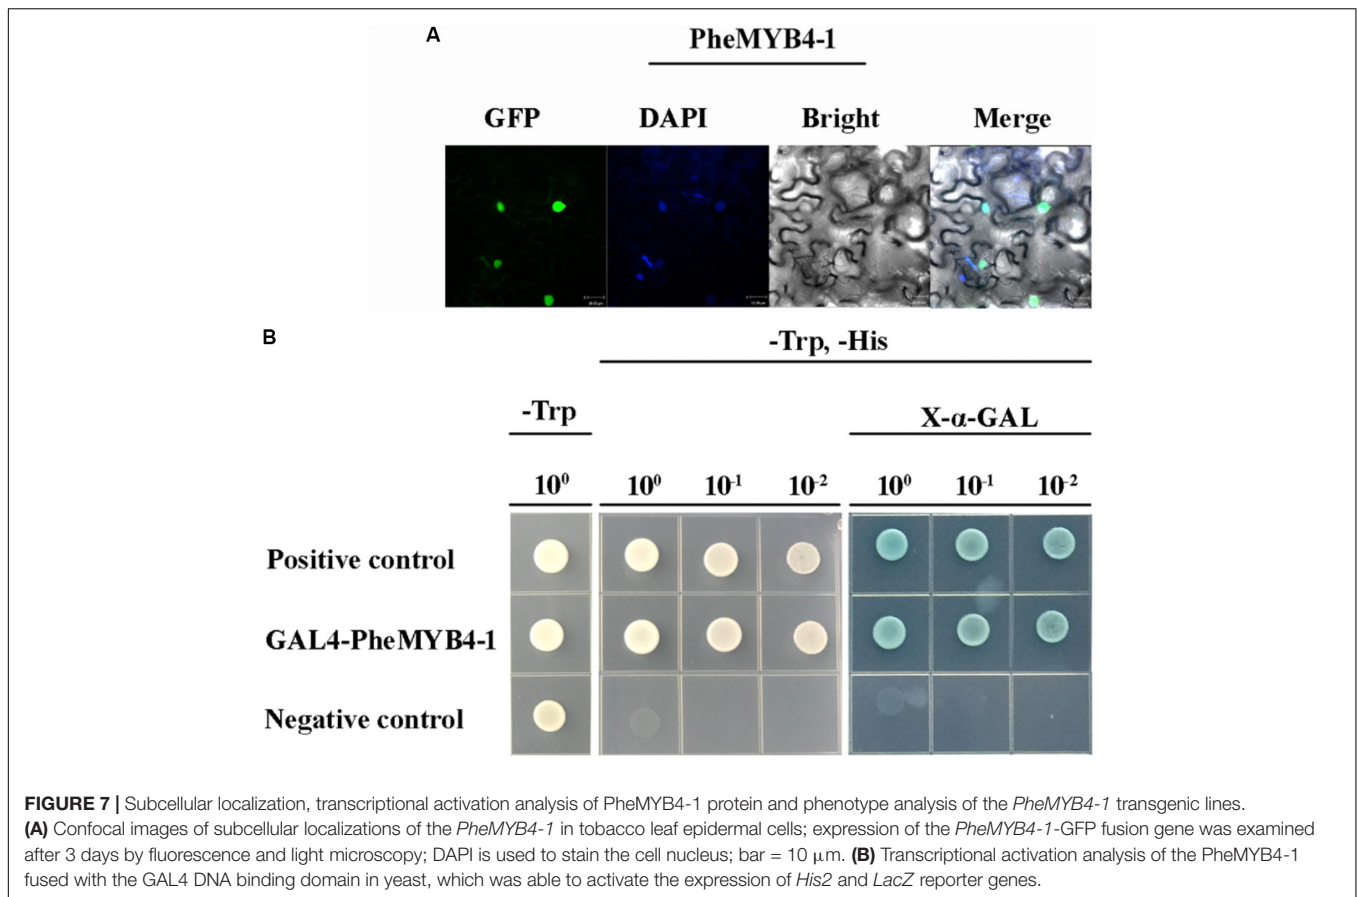 A
PheMYB4-1
GFP DAPI Bright Merge
B
-Trp, -His
-Trp X-α-GAL
10⁰ 10⁰ 10⁻¹ 10⁻² 10⁰ 10⁻¹ 10⁻²
Positive control
GAL4-PheMYB4-1
Negative control
FIGURE 7 | Subcellular localization, transcriptional activation analysis of PheMYB4-1 protein and phenotype analysis of the PheMYB4-1 transgenic lines.
(A) Confocal images of subcellular localizations of the PheMYB4-1 in tobacco leaf epidermal cells; expression of the PheMYB4-1-GFP fusion gene was examined
after 3 days by fluorescence and light microscopy; DAPI is used to stain the cell nucleus; bar = 10 μm. (B) Transcriptional activation analysis of the PheMYB4-1
fused with the GAL4 DNA binding domain in yeast, which was able to activate the expression of His2 and LacZ reporter genes.